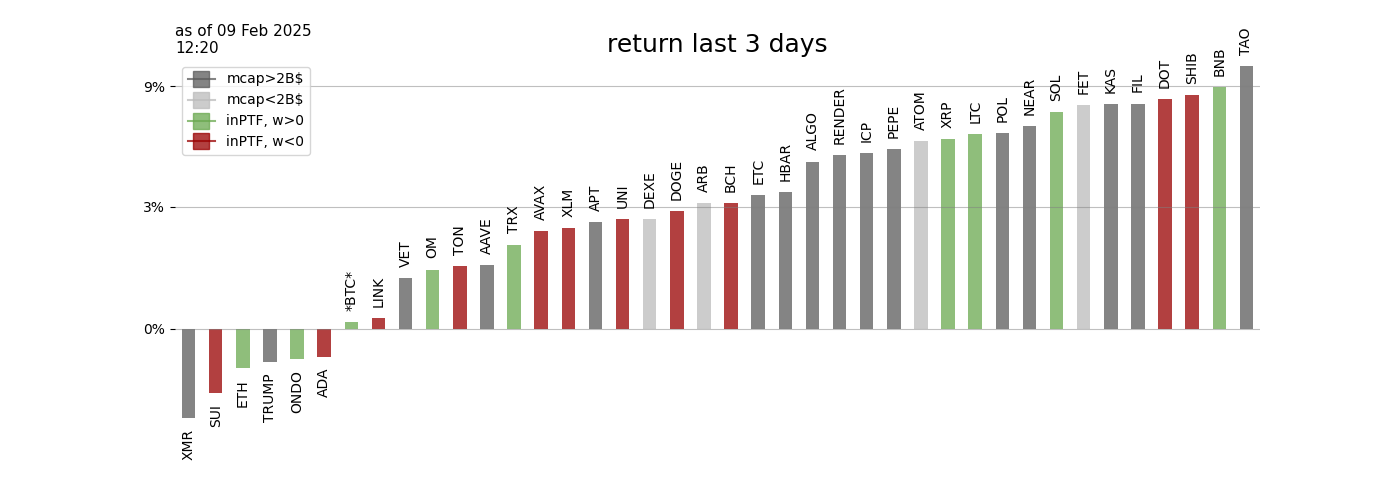 as of 09 Feb 2025
12:20
return last 3 days
mcap>2B$
mcap<2B$
inPTF, w>0
inPTF, w<0
9%
3%
0%
XMR
SUI
ETH
TRUMP
ONDO
ADA
*BTC*
LINK
VET
OM
TON
AAVE
TRX
AVAX
XLM
APT
UNI
DEXE
DOGE
ARB
BCH
ETC
HBAR
ALGO
RENDER
ICP
PEPE
ATOM
XRP
LTC
POL
NEAR
SOL
FET
KAS
FIL
DOT
SHIB
BNB
TAO